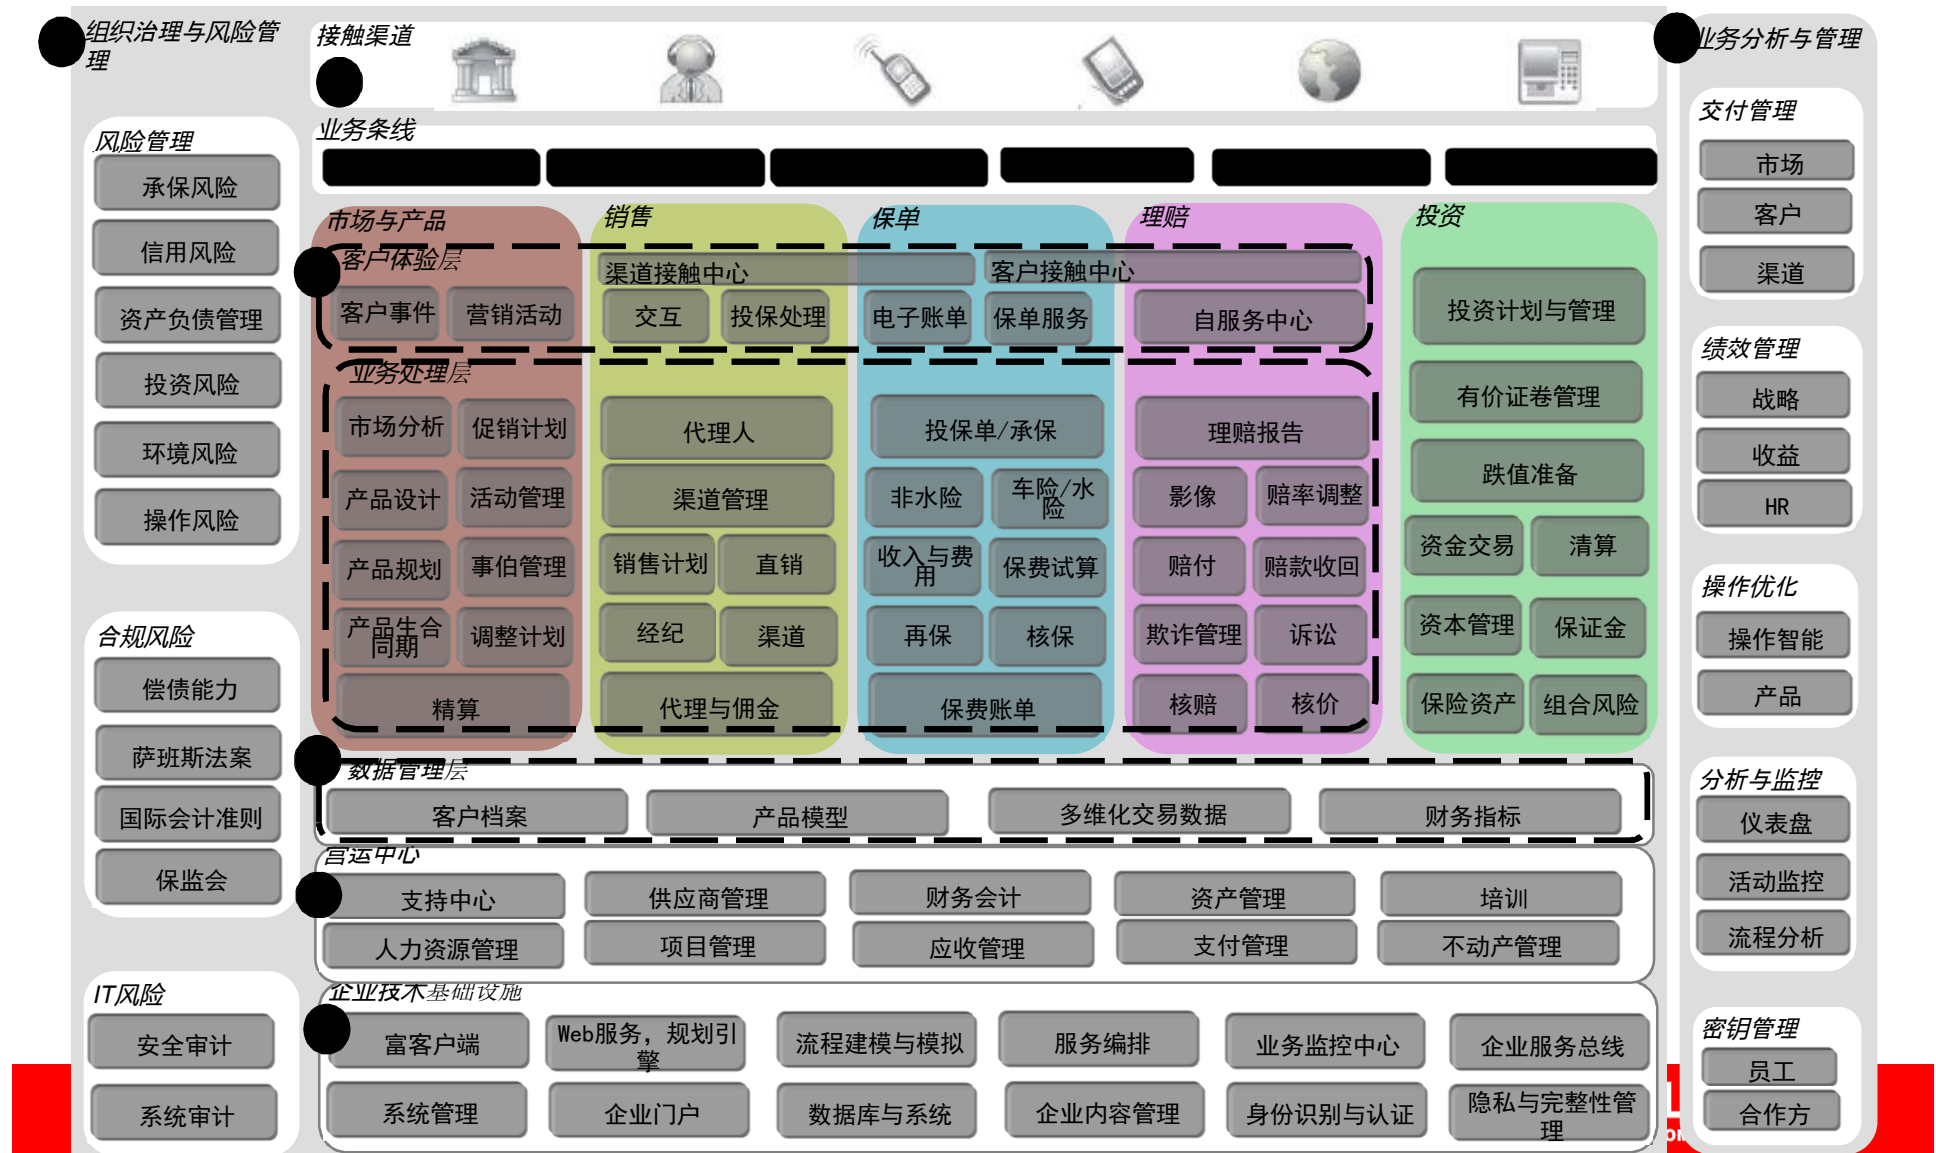 组织治理与风险管
理
风险管理
承保风险
信用风险
资产负债管理
投资风险
环境风险
操作风险
合规风险
偿债能力
萨班斯法案
国际会计准则
保监会
IT风险
安全审计
系统审计
接触渠道
业务条线
市场与产品
销售
保单
理赔
投资
客户体验层
渠道接触中心
客户接触中心
客户事件
营销活动
交互
投保处理
电子账单
保单服务
自服务中心
业务处理层
市场分析
促销计划
代理人
投保单/承保
理赔报告
产品设计
活动管理
渠道管理
非水险
车险/水
险
影像
赔率调整
产品规划
事伯管理
销售计划
直销
收入与费
用
保费试算
赔付
赔款收回
产品生合
同期
调整计划
经纪
渠道
再保
核保
欺诈管理
诉讼
精算
代理与佣金
保费账单
核赔
核价
投资计划与管理
有价证卷管理
跌值准备
资金交易
清算
资本管理
保证金
保险资产
组合风险
数据管理层
客户档案
产品模型
多维化交易数据
财务指标
营运中心
支持中心
供应商管理
财务会计
资产管理
培训
人力资源管理
项目管理
应收管理
支付管理
不动产管理
企业技术基础设施
富客户端
Web服务，规划引
擎
流程建模与模拟
服务编排
业务监控中心
企业服务总线
系统管理
企业门户
数据库与系统
企业内容管理
身份识别与认证
隐私与完整性管
理
业务分析与管理
交付管理
市场
客户
渠道
绩效管理
战略
收益
HR
操作优化
操作智能
产品
分析与监控
仪表盘
活动监控
流程分析
密钥管理
员工
合作方